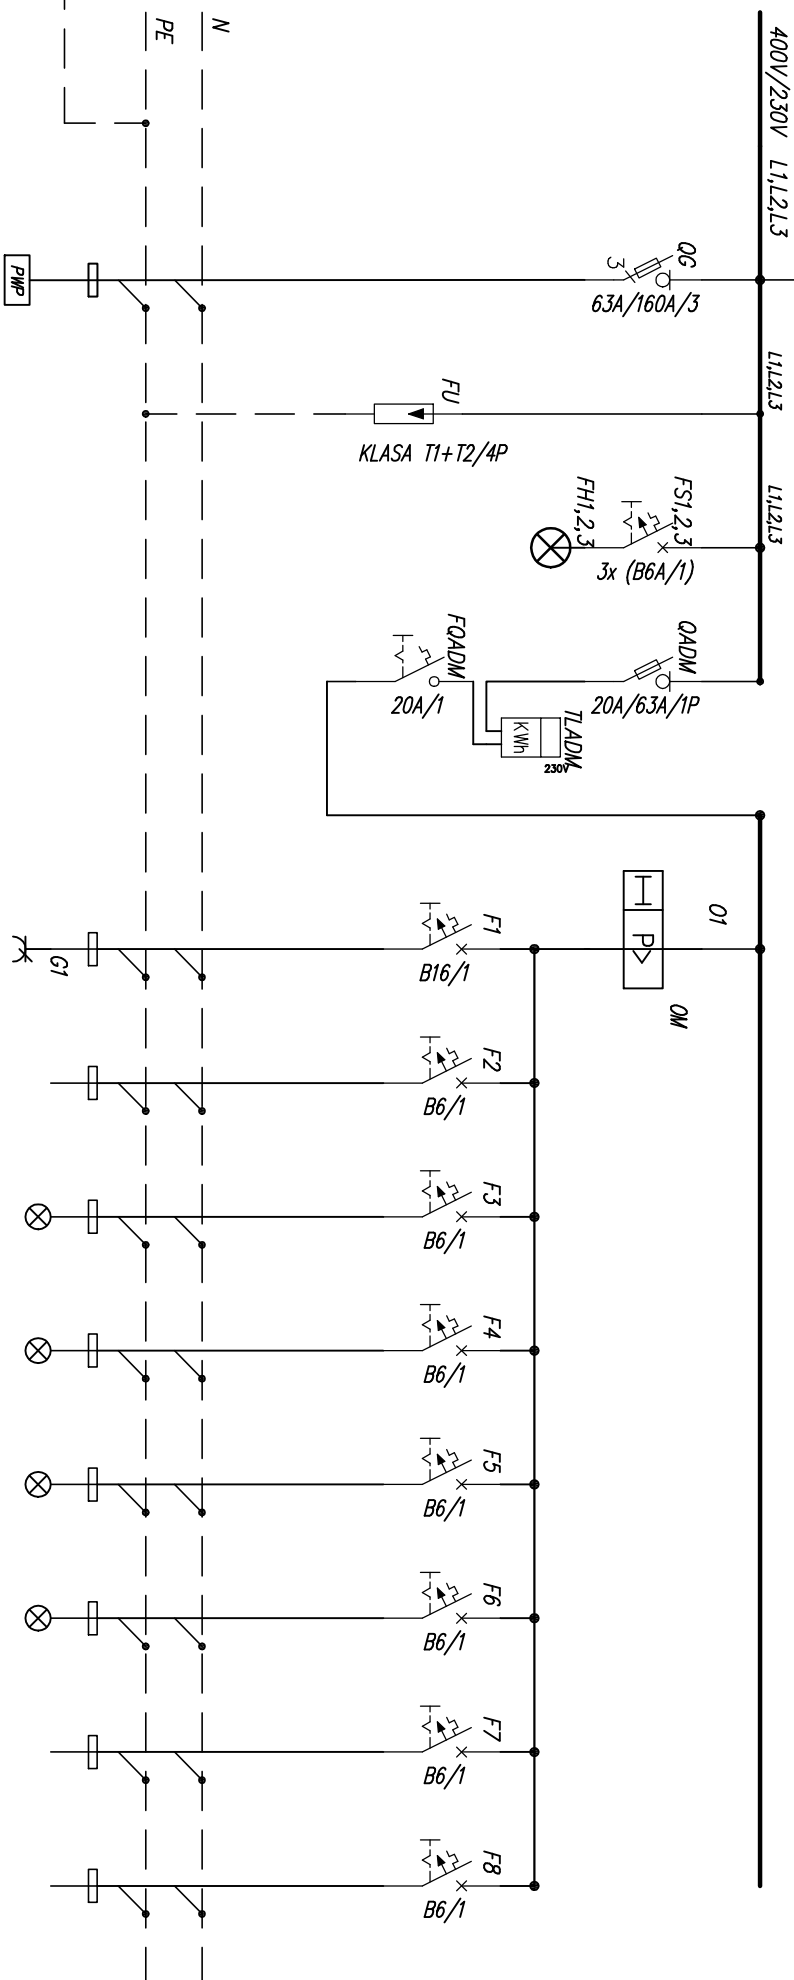 400V/230V L1,L2,L3
N
PE
QG
3
63A/160A/3
PWP
L1,L2,L3
FU
KLASA T1+T2/4P
L1,L2,L3
FS1,2,3
FH1,2,3
3x (B6A/1)
QADM
20A/63A/1P
FQADM
20A/1
TLADM
KWh
230V
O1
P>
OM
F1
B16/1
G1
F2
B6/1
F3
B6/1
F4
B6/1
F5
B6/1
F6
B6/1
F7
B6/1
F8
B6/1